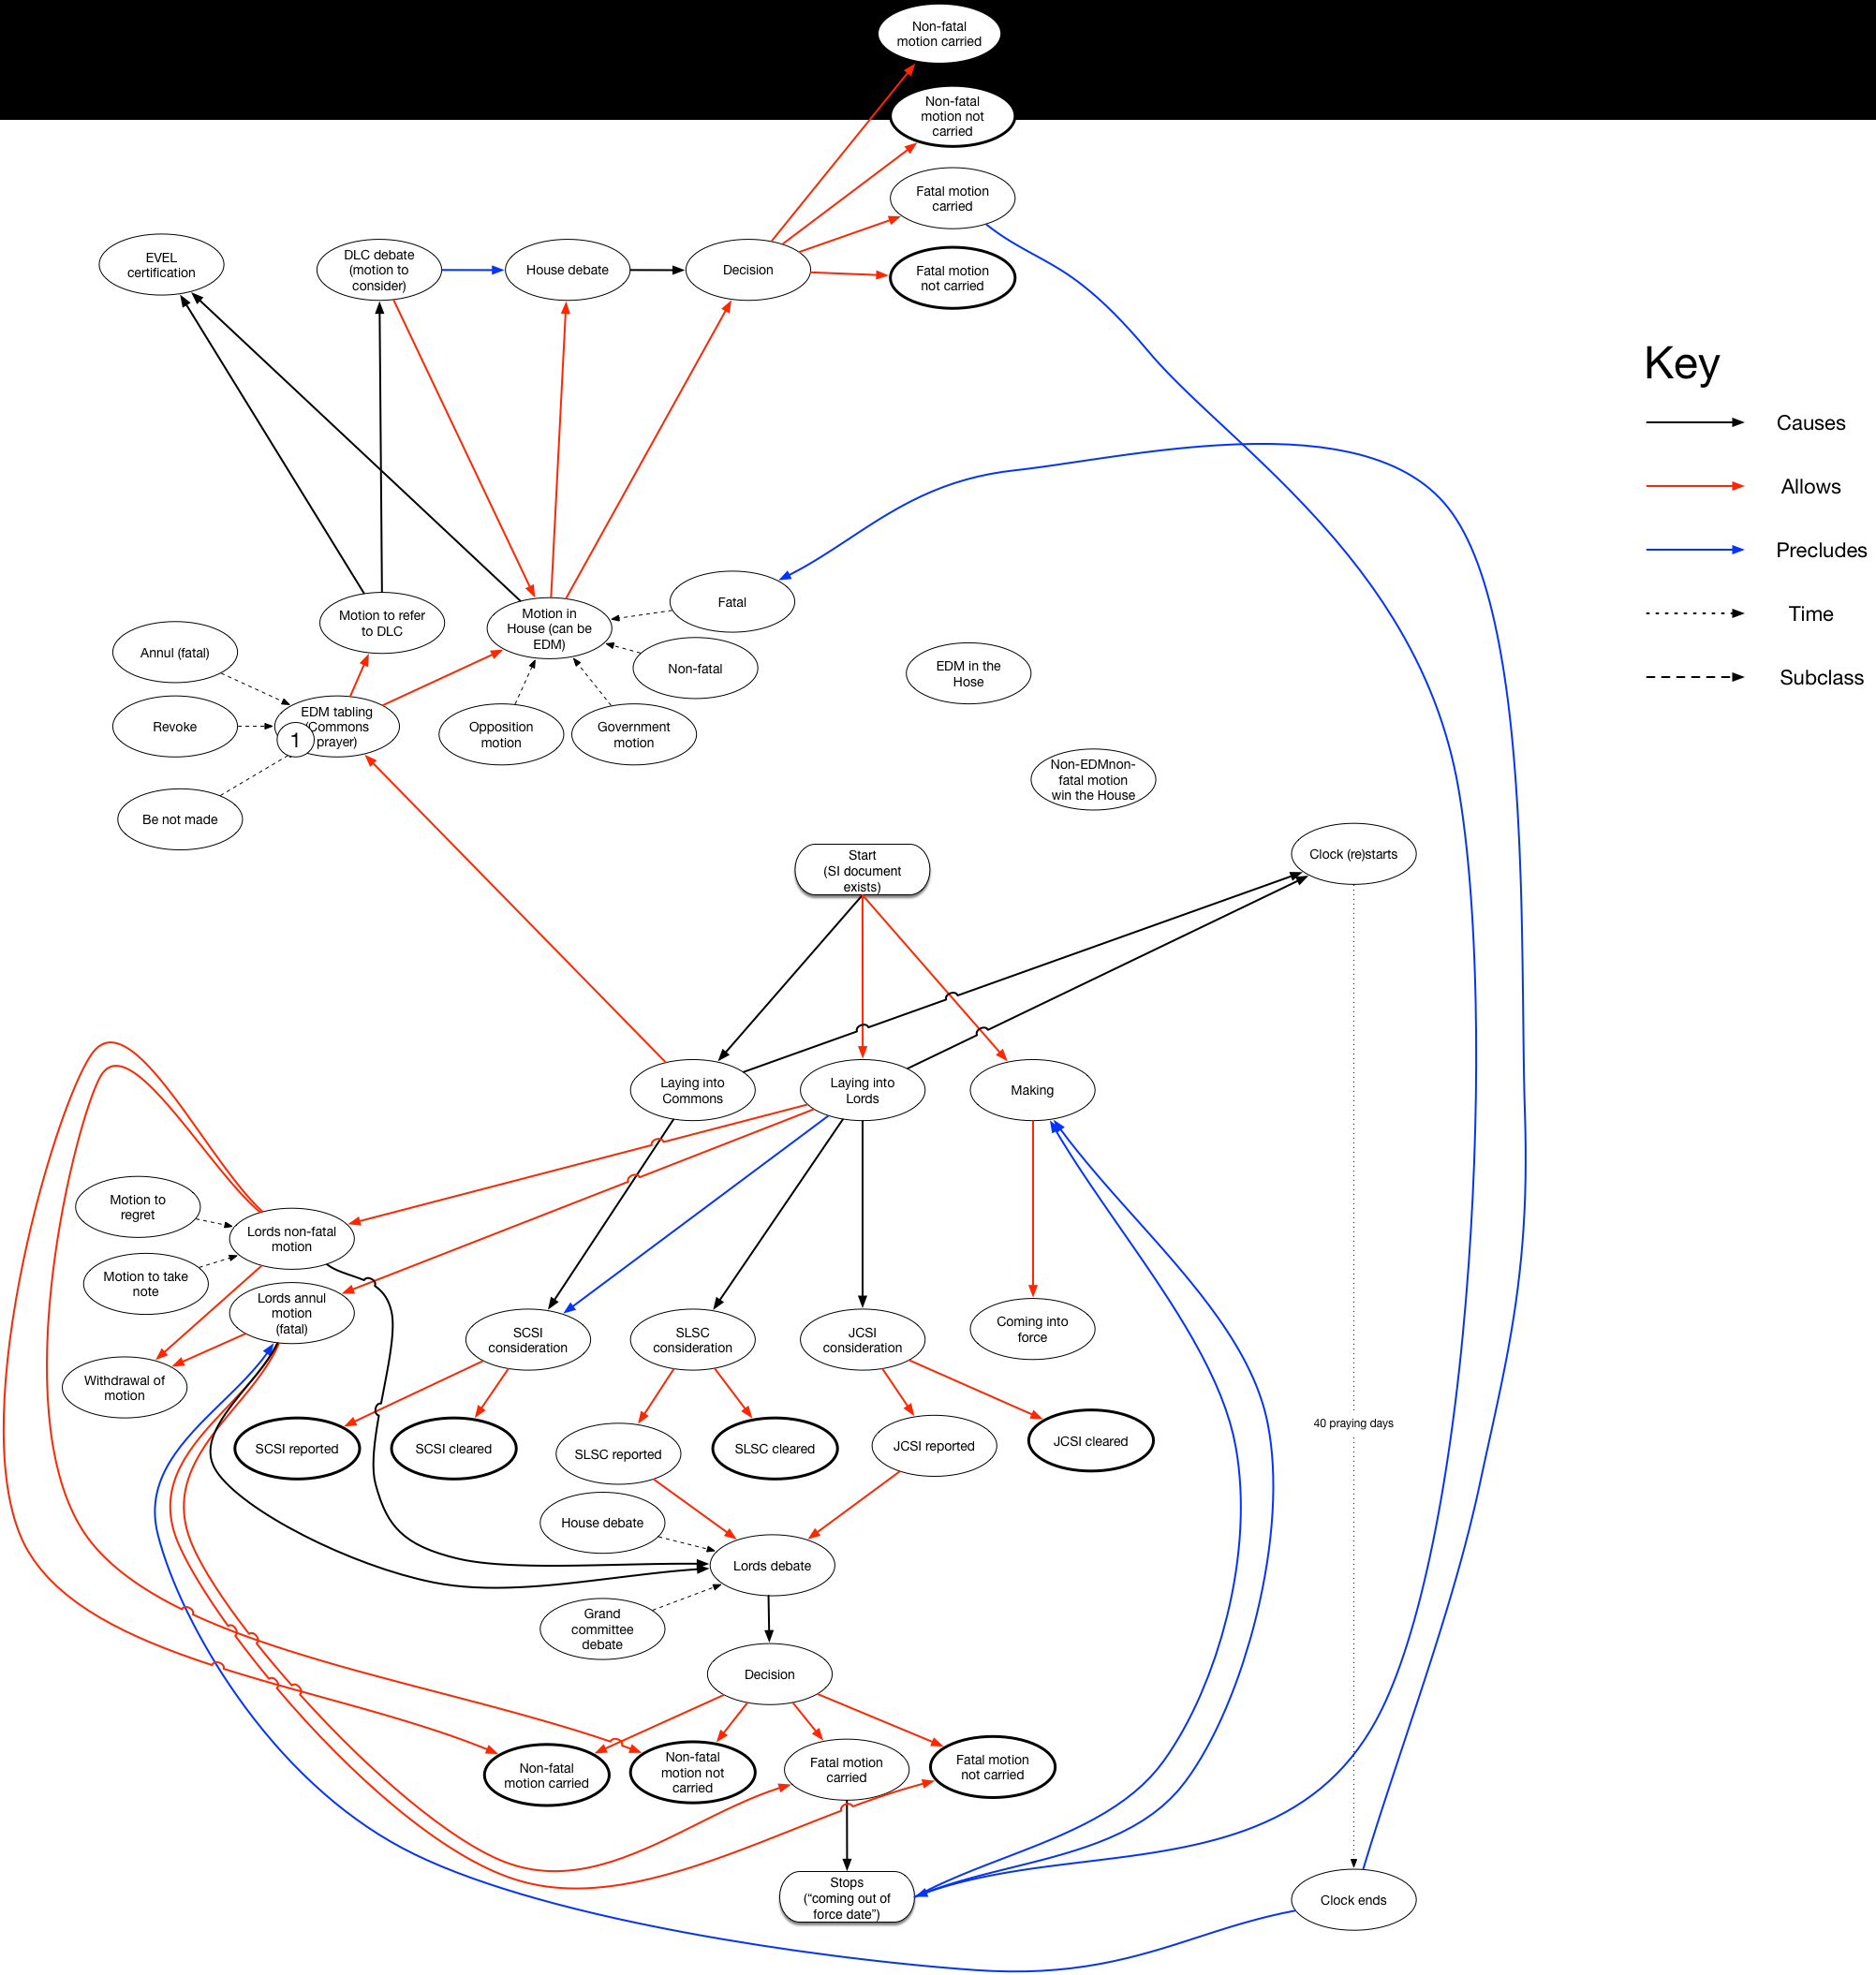 Non-fatal
motion carried
Non-fatal
motion not
carried
Fatal motion
carried
EVEL
certification
DLC debate
(motion to
consider)
House debate
Decision
Fatal motion
not carried
Key
Causes
Allows
Precludes
Time
Subclass
Fatal
Motion to refer
to DLC
Motion in
House (can be
EDM)
Annul (fatal)
Non-fatal
EDM in the
Hose
Revoke
EDM tabling
(Commons
prayer)
1
Opposition
motion
Government
motion
Be not made
Non-EDMnon-
fatal motion
win the House
Start
(SI document
exists)
Clock (re)starts
Laying into
Commons
Laying into
Lords
Making
Motion to
regret
Lords non-fatal
motion
Motion to take
note
Lords annul
motion
(fatal)
Withdrawal of
motion
SCSI
consideration
SLSC
consideration
JCSI
consideration
Coming into
force
SCSI reported
SCSI cleared
SLSC reported
SLSC cleared
JCSI reported
JCSI cleared
40 praying days
House debate
Lords debate
Grand
committee
debate
Decision
Non-fatal
motion carried
Non-fatal
motion not
carried
Fatal motion
carried
Fatal motion
not carried
Stops
(“coming out of
force date”)
Clock ends